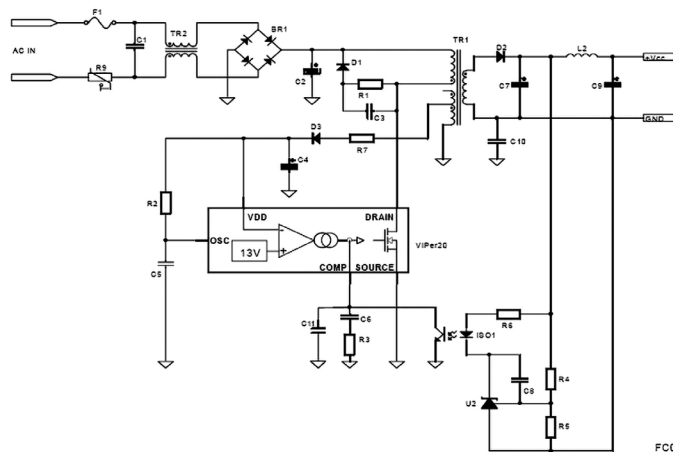 F1
TR2
BR1
TR1
D2
L2
+Vcc
AC IN
C1
D1
C2
R1
C7
C9
R9
C3
GND
D3
C10
C4
R7
R2
VDD
DRAIN
OSC
13V
VIPer20
COMP
SOURCE
C5
C11
C6
R6
R3
ISO1
R4
C8
U2
R5
FC0